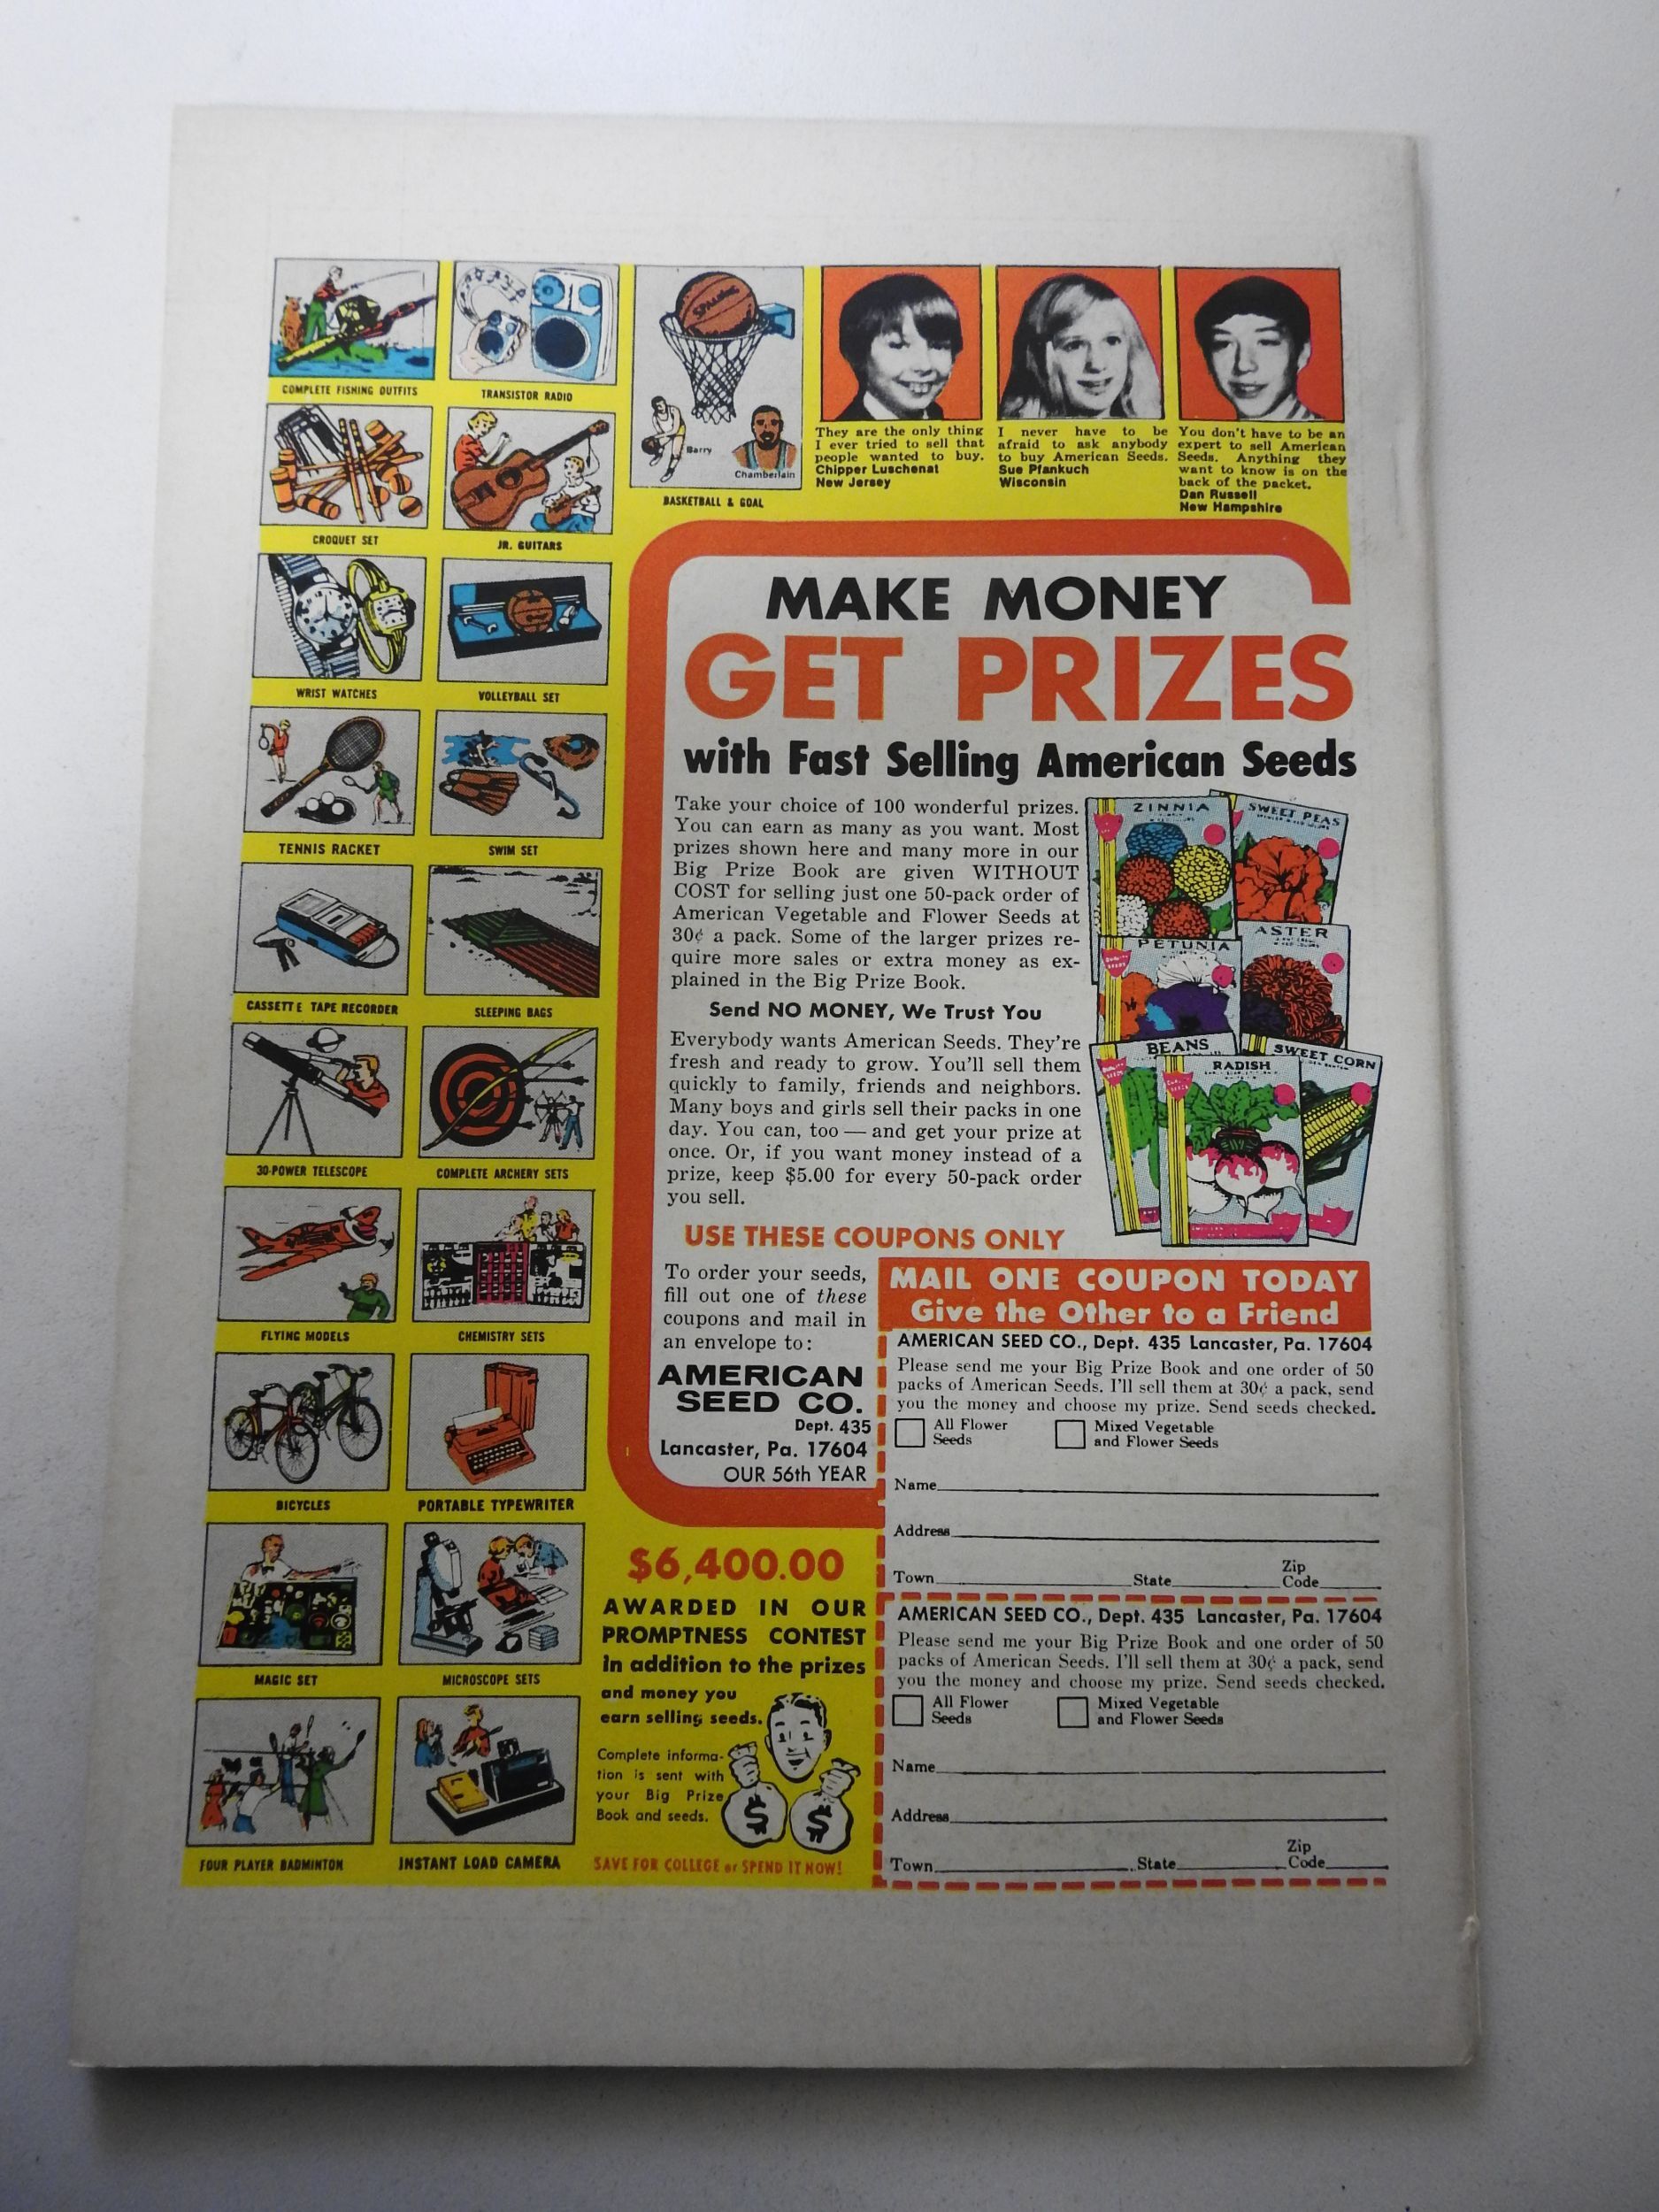 COMPLETE FISHING OUTFITS
TRANSISTOR RADIO
SPALDING
Barry
Chamberlain
BASKETBALL & GOAL
CROQUET SET
JR. GUITARS
WRIST WATCHES
VOLLEYBALL SET
TENNIS RACKET
SWIM SET
CASSETTE TAPE RECORDER
SLEEPING BAGS
30-POWER TELESCOPE
COMPLETE ARCHERY SETS
FLYING MODELS
CHEMISTRY SETS
BICYCLES
PORTABLE TYPEWRITER
MAGIC SET
MICROSCOPE SETS
FOUR PLAYER BADMINTON
INSTANT LOAD CAMERA
They are the only thing
I ever tried to sell that
people wanted to buy.
Chipper Luschenat
New Jersey
I never have to be
afraid to ask anybody
to buy American Seeds.
Sue Pfankuch
Wisconsin
You don't have to be an
expert to sell American
Seeds. Anything they
want to know is on the
back of the packet.
Dan Russell
New Hampshire
MAKE MONEY
GET PRIZES
with Fast Selling American Seeds
Take your choice of 100 wonderful prizes.
You can earn as many as you want. Most
prizes shown here and many more in our
Big Prize Book are given WITHOUT
COST for selling just one 50-pack order of
American Vegetable and Flower Seeds at
30¢ a pack. Some of the larger prizes re-
quire more sales or extra money as ex-
plained in the Big Prize Book.
Send NO MONEY, We Trust You
Everybody wants American Seeds. They're
fresh and ready to grow. You'll sell them
quickly to family, friends and neighbors.
Many boys and girls sell their packs in one
day. You can, too — and get your prize at
once. Or, if you want money instead of a
prize, keep $5.00 for every 50-pack order
you sell.
ZINNIA
SWEET PEAS
PETUNIA
ASTER
BEANS
RADISH
SWEET CORN
USE THESE COUPONS ONLY
To order your seeds,
fill out one of these
coupons and mail in
an envelope to:
AMERICAN
SEED CO.
Dept. 435
Lancaster, Pa. 17604
OUR 56th YEAR
$6,400.00
AWARDED IN OUR
PROMPTNESS CONTEST
in addition to the prizes
and money you
earn selling seeds.
Complete informa-
tion is sent with
your Big Prize
Book and seeds.
$ $
SAVE FOR COLLEGE or SPEND IT NOW!
MAIL ONE COUPON TODAY
Give the Other to a Friend
AMERICAN SEED CO., Dept. 435 Lancaster, Pa. 17604
Please send me your Big Prize Book and one order of 50
packs of American Seeds. I'll sell them at 30¢ a pack, send
you the money and choose my prize. Send seeds checked.
All Flower
Seeds
Mixed Vegetable
and Flower Seeds
Name
Address
Town State Zip
Code
AMERICAN SEED CO., Dept. 435 Lancaster, Pa. 17604
Please send me your Big Prize Book and one order of 50
packs of American Seeds. I'll sell them at 30¢ a pack, send
you the money and choose my prize. Send seeds checked.
All Flower
Seeds
Mixed Vegetable
and Flower Seeds
Name
Address
Town State Zip
Code